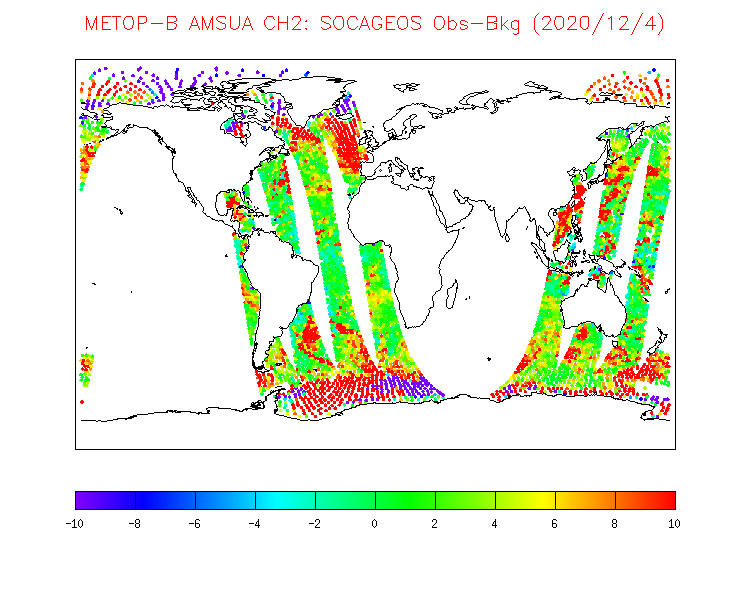 METOP-B AMSUA CH2: SOCAGEOS Obs-Bkg (2020/12/4)
-10 -8 -6 -4 -2 0 2 4 6 8 10